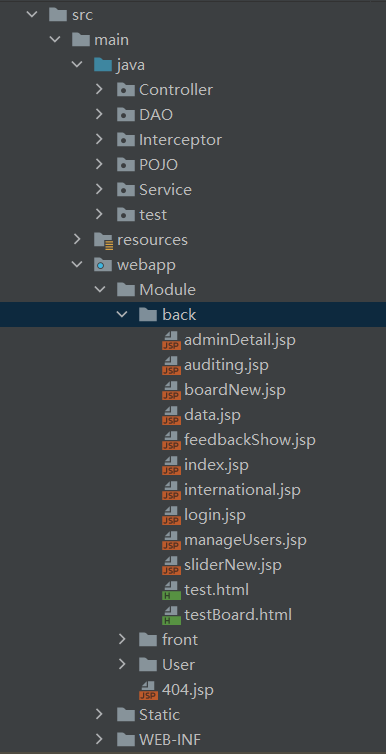 src
main
java
Controller
DAO
Interceptor
POJO
Service
test
resources
webapp
Module
back
adminDetail.jsp
auditing.jsp
boardNew.jsp
data.jsp
feedbackShow.jsp
index.jsp
international.jsp
login.jsp
manageUsers.jsp
sliderNew.jsp
test.html
testBoard.html
front
User
404.jsp
Static
WEB-INF